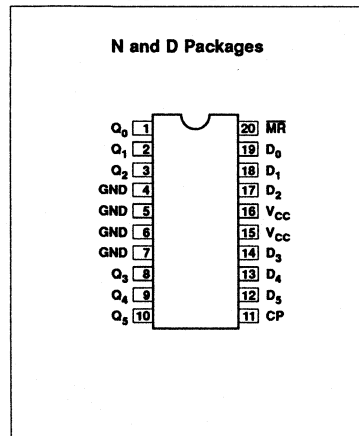 N and D Packages
Q0 1 20 M̅R̅
Q1 2 19 D0
Q2 3 18 D1
GND 4 17 D2
GND 5 16 VCC
GND 6 15 VCC
GND 7 14 D3
Q3 8 13 D4
Q4 9 12 D5
Q5 10 11 CP